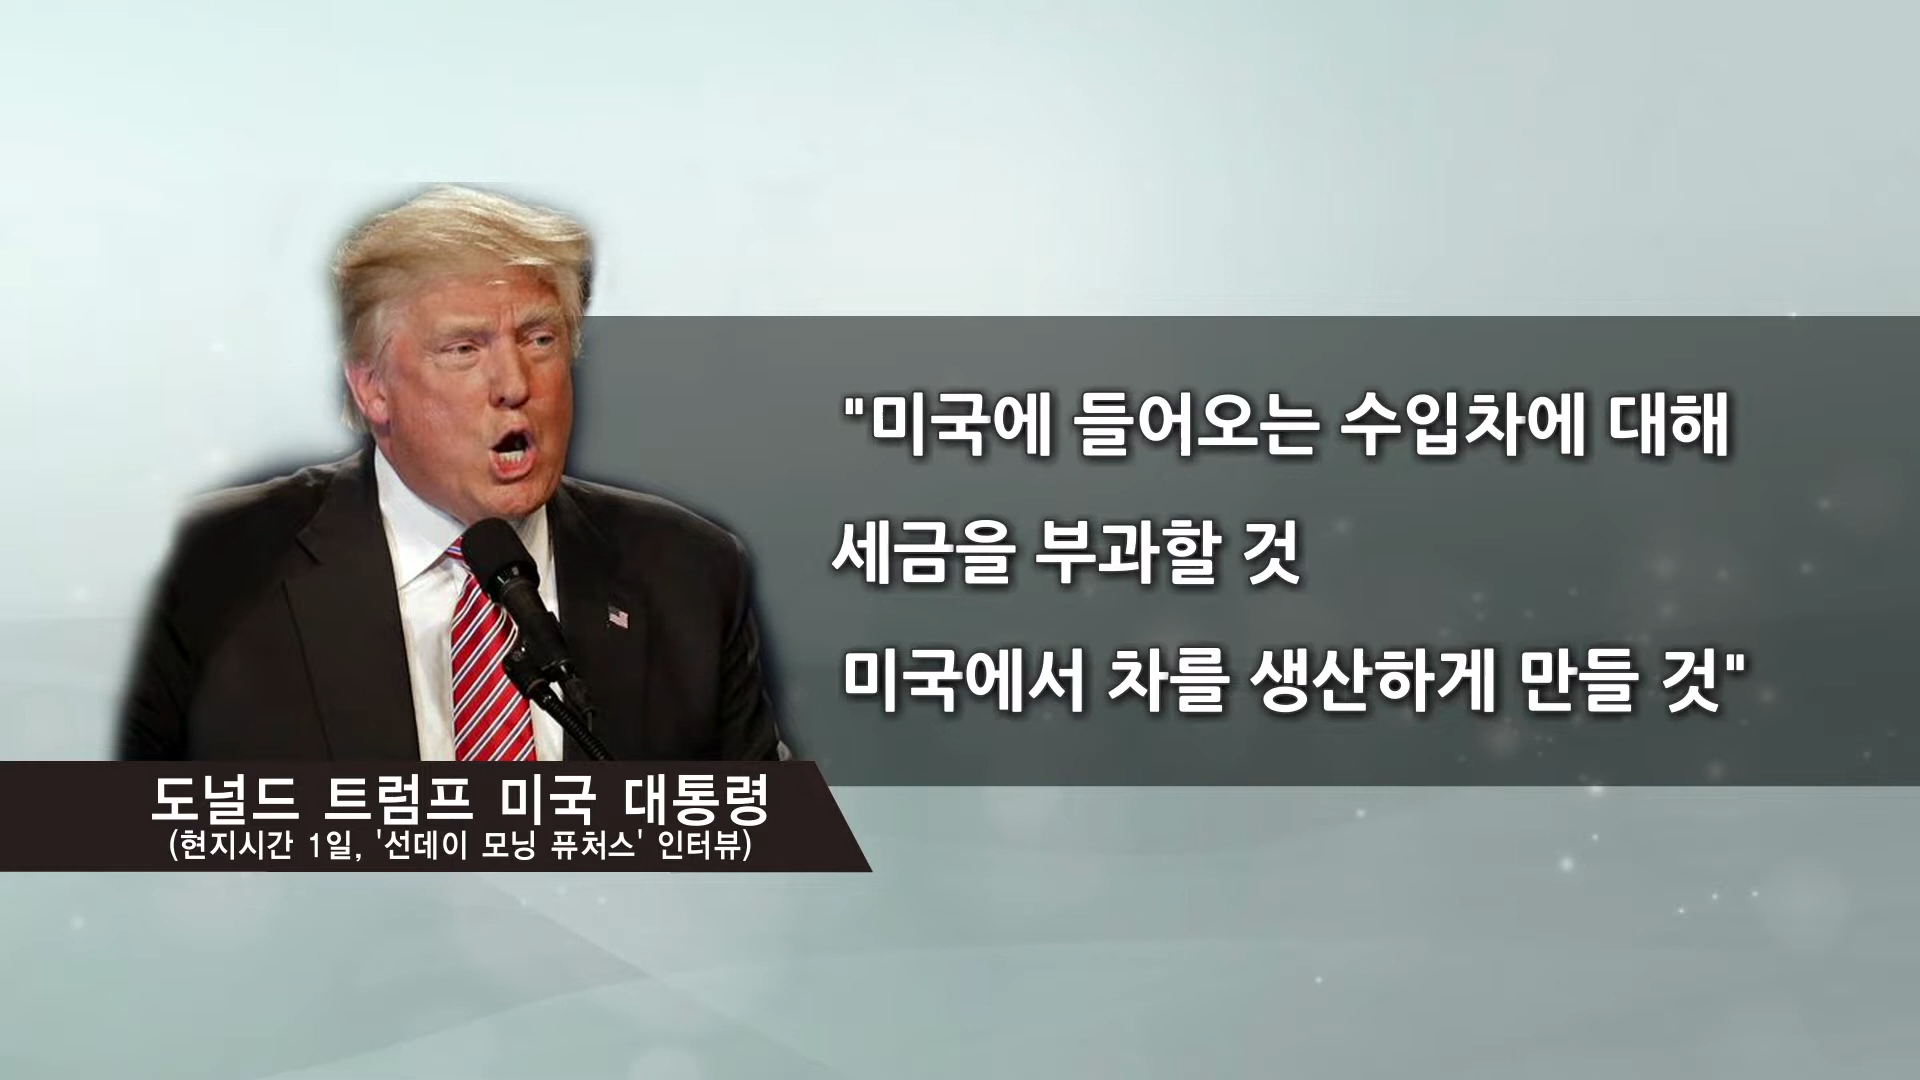 "미국에 들어오는 수입차에 대해
세금을 부과할 것
미국에서 차를 생산하게 만들 것"
도널드 트럼프 미국 대통령
(현지시간 1일, '선데이 모닝 퓨처스' 인터뷰)